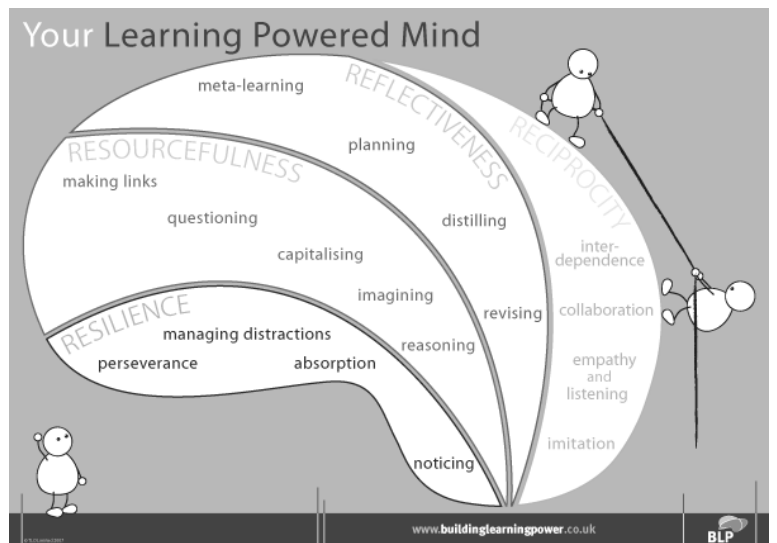 Your Learning Powered Mind
REFLECTIVENESS
meta-learning
planning
distilling
revising
RESOURCEFULNESS
making links
questioning
capitalising
imagining
reasoning
RESILIENCE
managing distractions
perseverance
absorption
noticing
RECIPROCITY
inter-
dependence
collaboration
empathy
and
listening
imitation
www.buildinglearningpower.co.uk
BLP